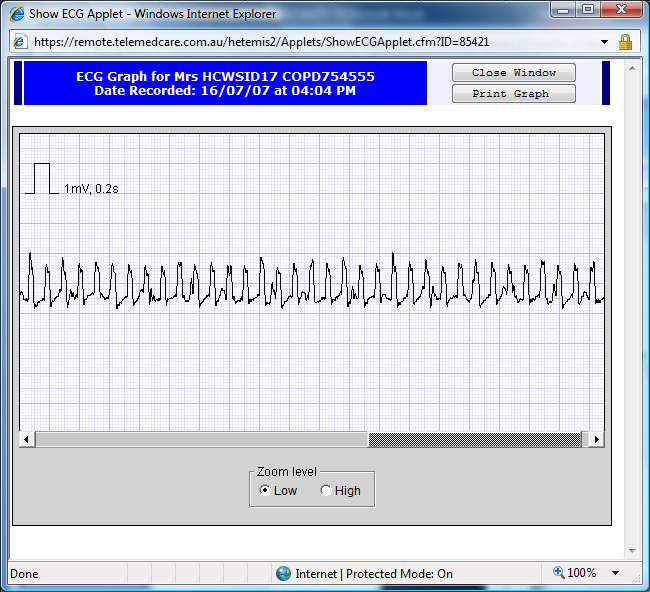 Show ECG Applet - Windows Internet Explorer
https://remote.telemedcare.com.au/hetemis2/Applets/ShowECGApplet.cfm?ID=85421
ECG Graph for Mrs HCWSID17 COPD754555
Date Recorded: 16/07/07 at 04:04 PM
Close Window
Print Graph
1mV, 0.2s
Zoom level
Low
High
Done
Internet | Protected Mode: On
100%